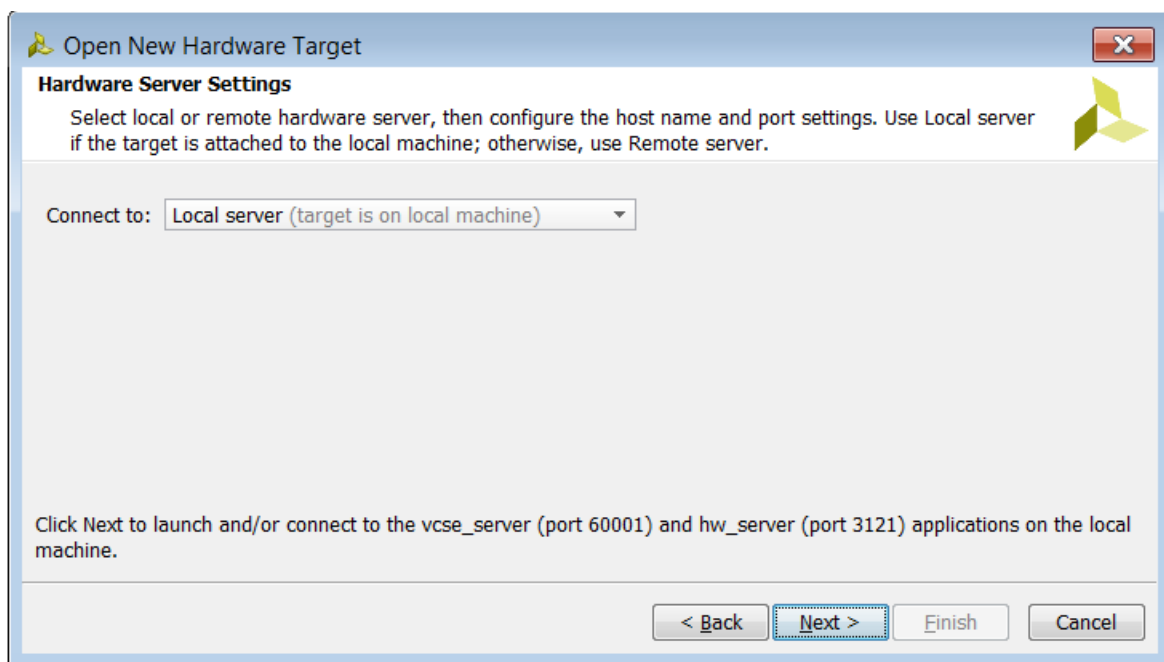 Open New Hardware Target
Hardware Server Settings
Select local or remote hardware server, then configure the host name and port settings. Use Local server
if the target is attached to the local machine; otherwise, use Remote server.
Connect to: Local server (target is on local machine)
Click Next to launch and/or connect to the vcse_server (port 60001) and hw_server (port 3121) applications on the local
machine.
< Back Next > Finish Cancel